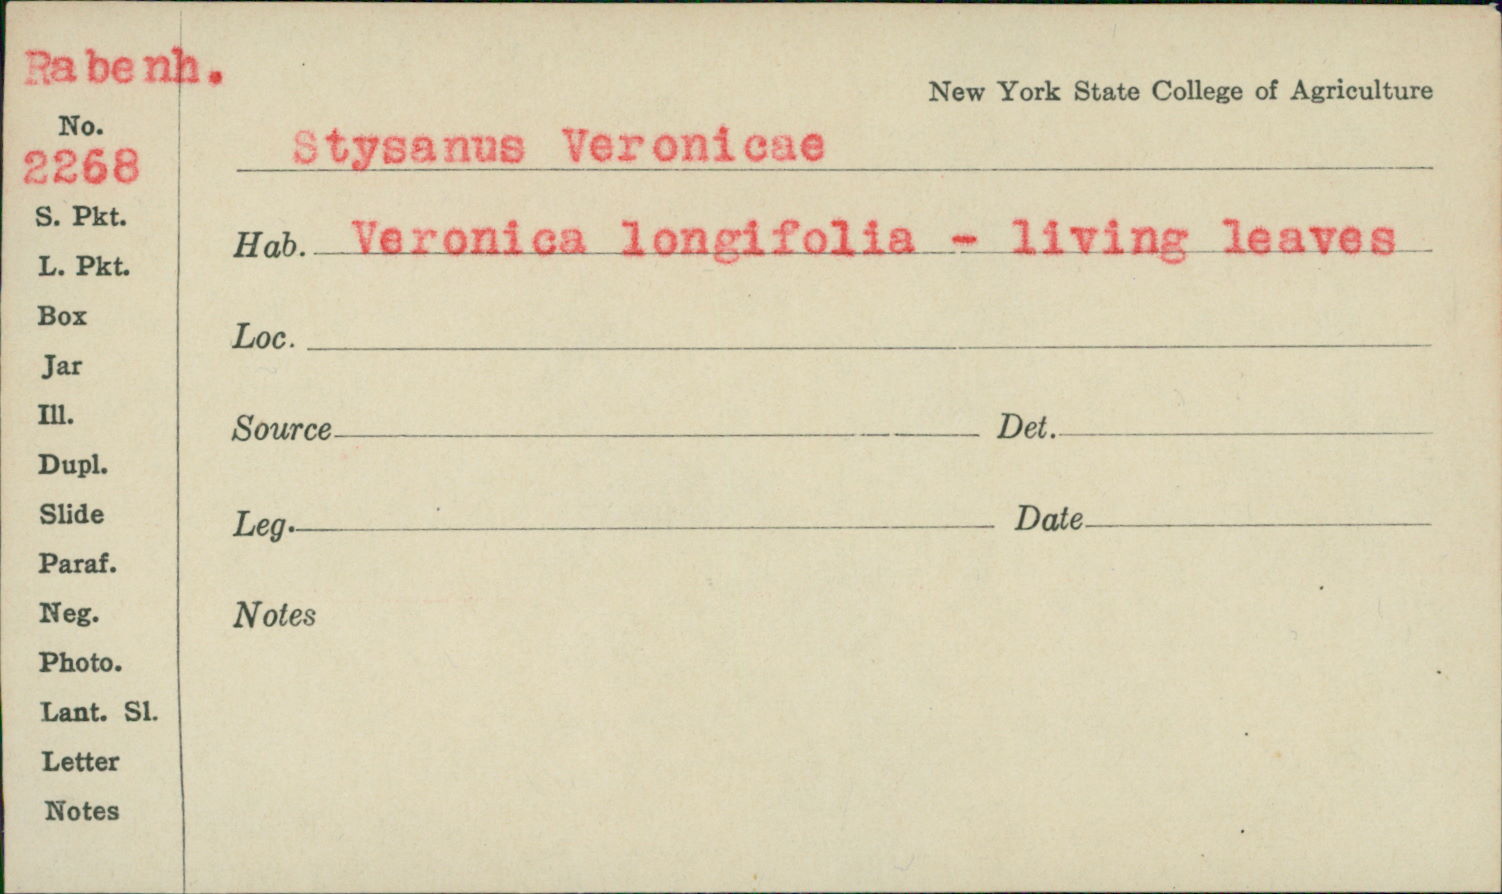 Rabenh.
New York State College of Agriculture
No.
2268
Stysanus Veronicae
S. Pkt.
Hab. Veronica longifolia - living leaves
L. Pkt.
Box
Loc.
Jar
Ill.
Source Det.
Dupl.
Slide
Leg. Date
Paraf.
Neg.
Notes
Photo.
Lant. Sl.
Letter
Notes